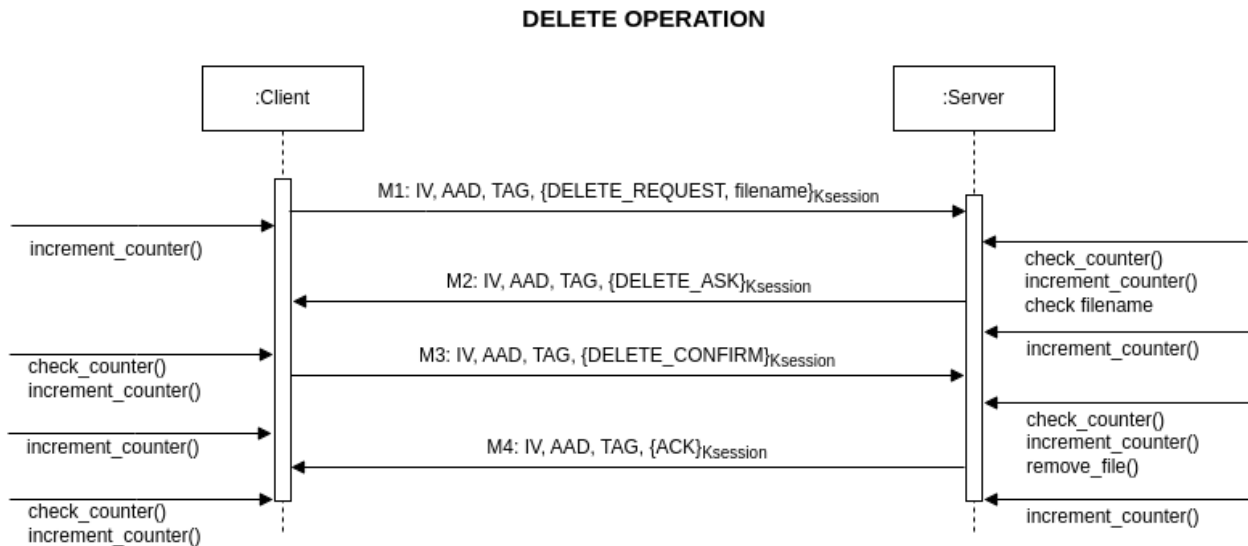 DELETE OPERATION
:Client
:Server
M1: IV, AAD, TAG, {DELETE_REQUEST, filename}Ksession
increment_counter()
check_counter()
increment_counter()
check filename
M2: IV, AAD, TAG, {DELETE_ASK}Ksession
increment_counter()
check_counter()
increment_counter()
M3: IV, AAD, TAG, {DELETE_CONFIRM}Ksession
check_counter()
increment_counter()
remove_file()
increment_counter()
M4: IV, AAD, TAG, {ACK}Ksession
check_counter()
increment_counter()
increment_counter()